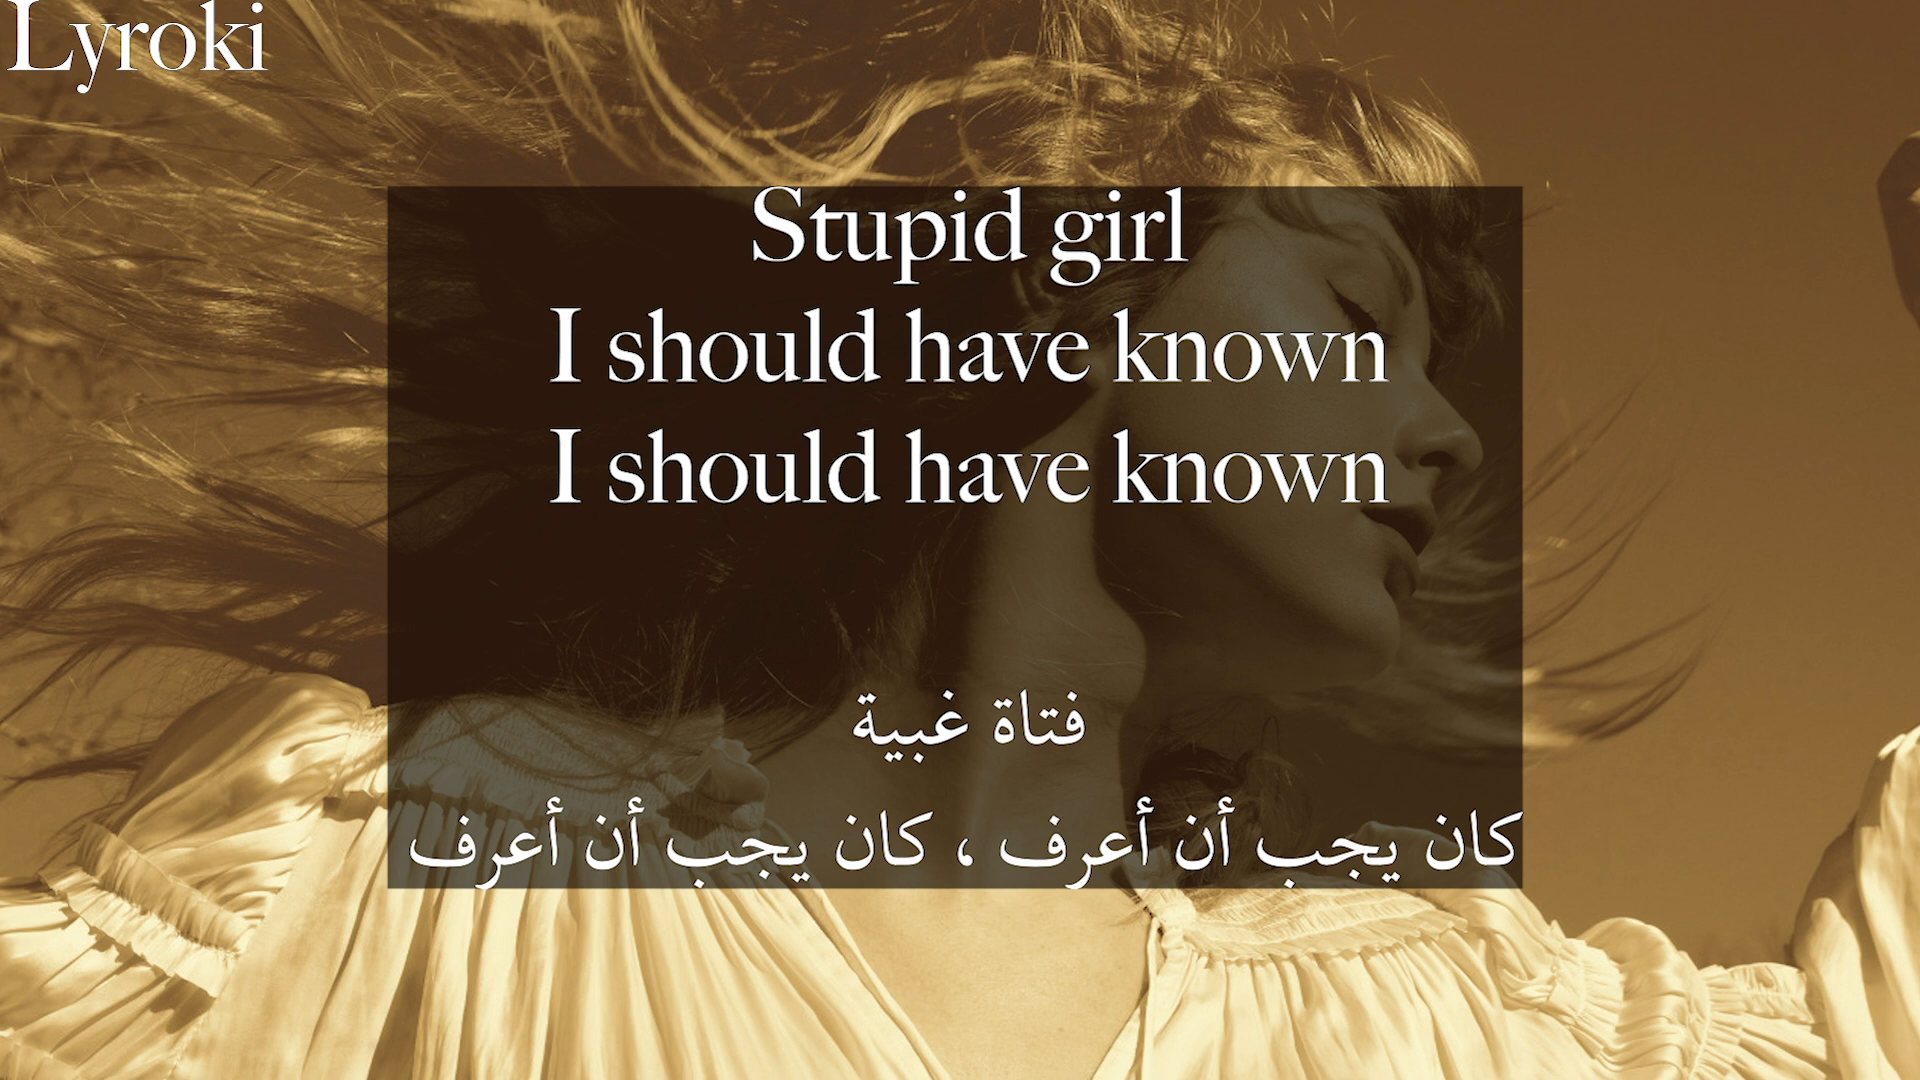 Lyroki
Stupid girl
I should have known
I should have known
فتاة غبية
كان يجب أن أعرف ، كان يجب أن أعرف